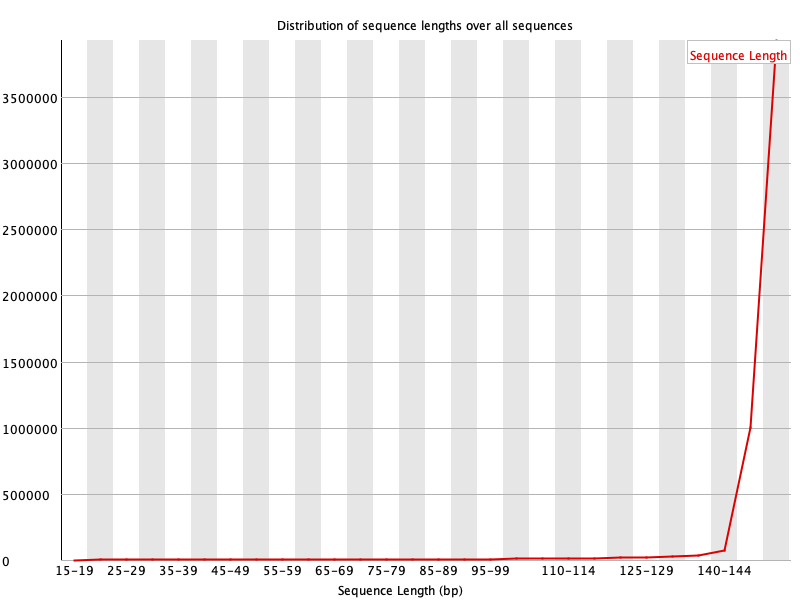 Distribution of sequence lengths over all sequences
Sequence Length
3500000
3000000
2500000
2000000
1500000
1000000
500000
0
15-19 25-29 35-39 45-49 55-59 65-69 75-79 85-89 95-99 110-114 125-129 140-144
Sequence Length (bp)